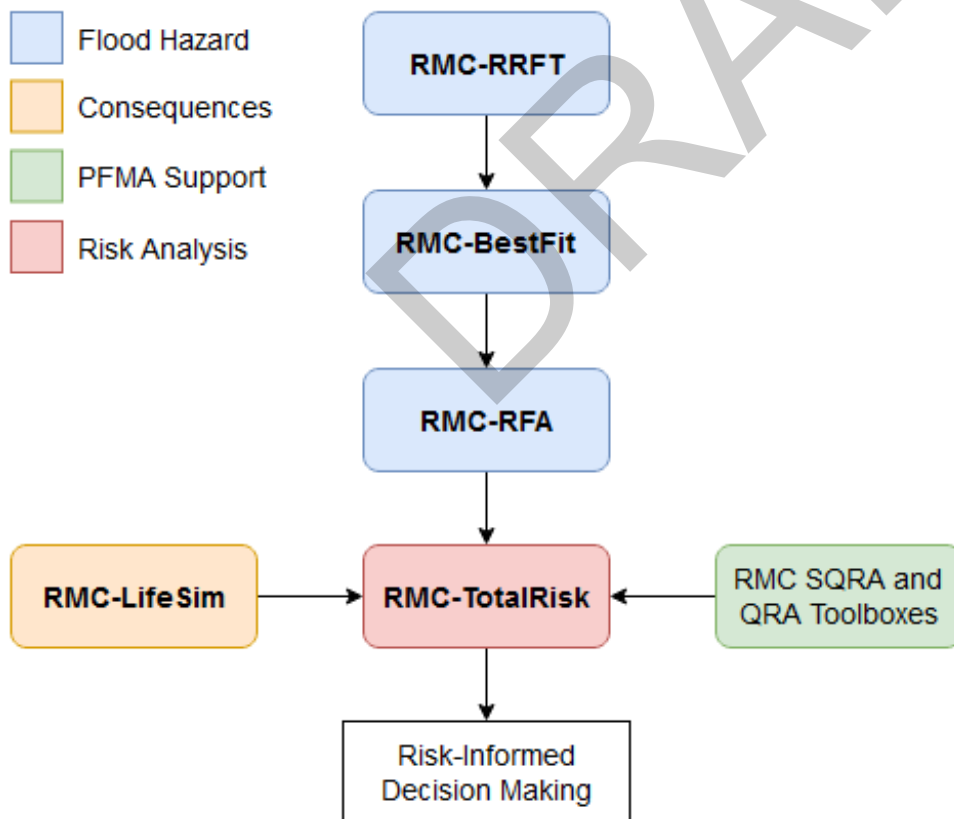 Flood Hazard
Consequences
PFMA Support
Risk Analysis
RMC-RRFT
RMC-BestFit
RMC-RFA
RMC-LifeSim
RMC-TotalRisk
RMC SQRA and
QRA Toolboxes
Risk-Informed
Decision Making
DRA